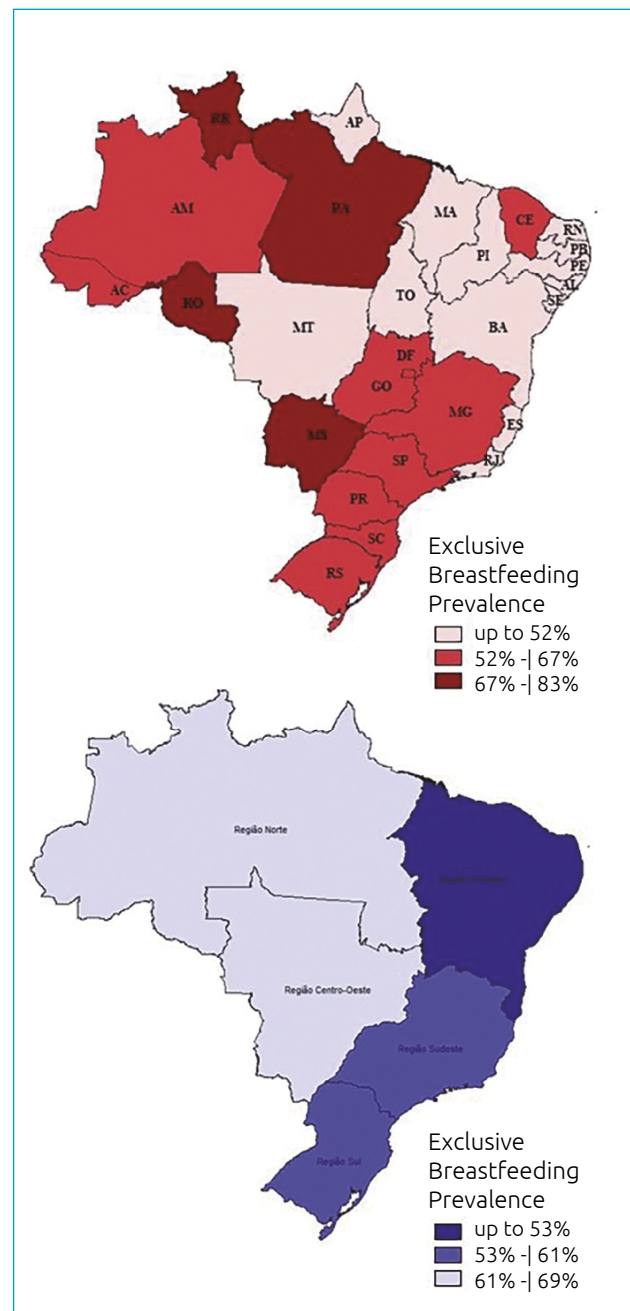 RR
AP
AM
PA
MA
CE
RN
PB
PI
PE
AL
SE
AC
RO
TO
MT
BA
DF
GO
MG
MS
ES
SP
RJ
PR
SC
RS
Exclusive
Breastfeeding
Prevalence
up to 52%
52% -| 67%
67% -| 83%
Região Norte
Região Centro-Oeste
Região Sudeste
Região Sul
Exclusive
Breastfeeding
Prevalence
up to 53%
53% -| 61%
61% -| 69%